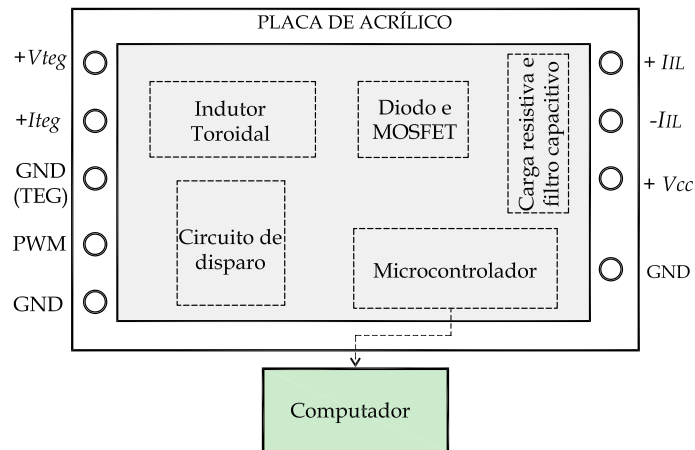 PLACA DE ACRÍLICO
+Vteg
+Iteg
GND
(TEG)
PWM
GND
Indutor
Toroidal
Diodo e
MOSFET
Carga resistiva e
filtro capacitivo
Circuito de
disparo
Microcontrolador
+ IIL
-IIL
+ Vcc
GND
Computador